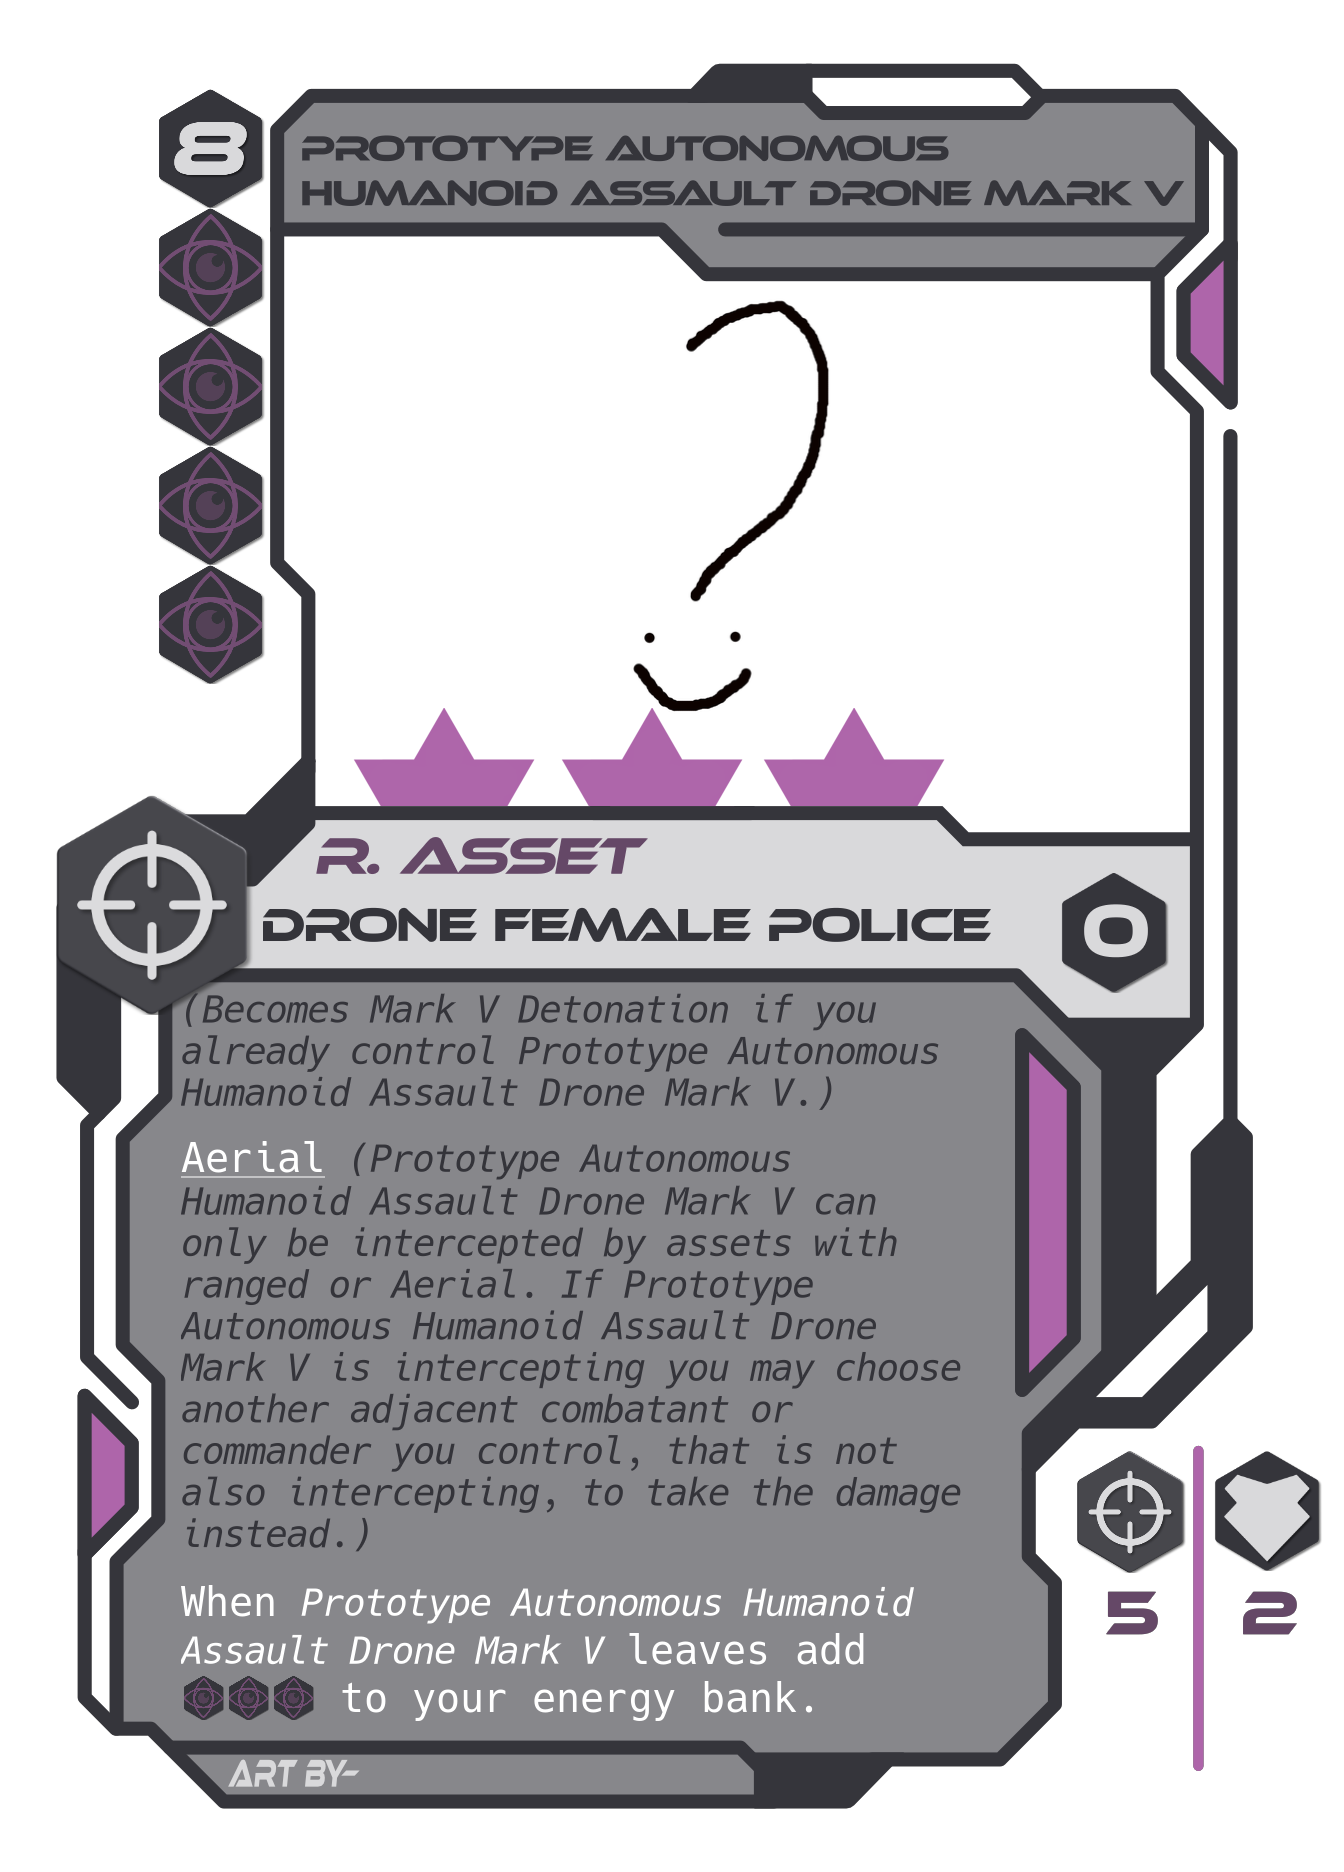 8
PROTOTYPE AUTONOMOUS
HUMANOID ASSAULT DRONE MARK V
R. ASSET
DRONE FEMALE POLICE
0
(Becomes Mark V Detonation if you
already control Prototype Autonomous
Humanoid Assault Drone Mark V.)
Aerial (Prototype Autonomous
Humanoid Assault Drone Mark V can
only be intercepted by assets with
ranged or Aerial. If Prototype
Autonomous Humanoid Assault Drone
Mark V is intercepting you may choose
another adjacent combatant or
commander you control, that is not
also intercepting, to take the damage
instead.)
When Prototype Autonomous Humanoid
Assault Drone Mark V leaves add
to your energy bank.
5 2
ART BY-